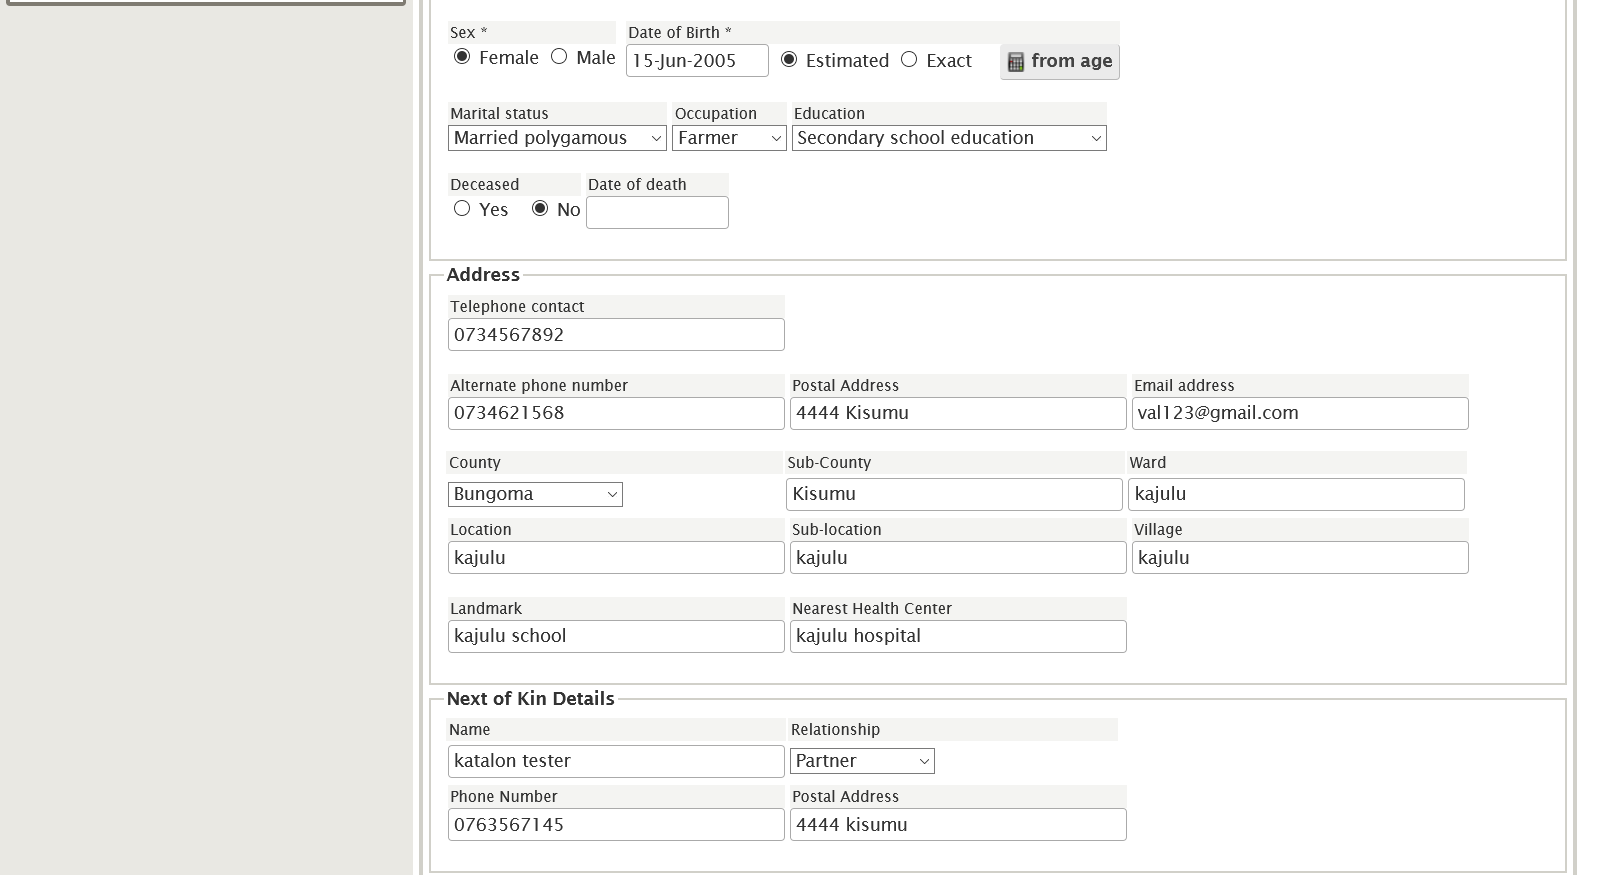 Sex * Date of Birth *
Female Male 15-Jun-2005 Estimated Exact from age
Marital status Occupation Education
Married polygamous Farmer Secondary school education
Deceased Date of death
Yes No
Address
Telephone contact
0734567892
Alternate phone number Postal Address Email address
0734621568 4444 Kisumu val123@gmail.com
County Sub-County Ward
Bungoma Kisumu kajulu
Location Sub-location Village
kajulu kajulu kajulu
Landmark Nearest Health Center
kajulu school kajulu hospital
Next of Kin Details
Name Relationship
katalon tester Partner
Phone Number Postal Address
0763567145 4444 kisumu